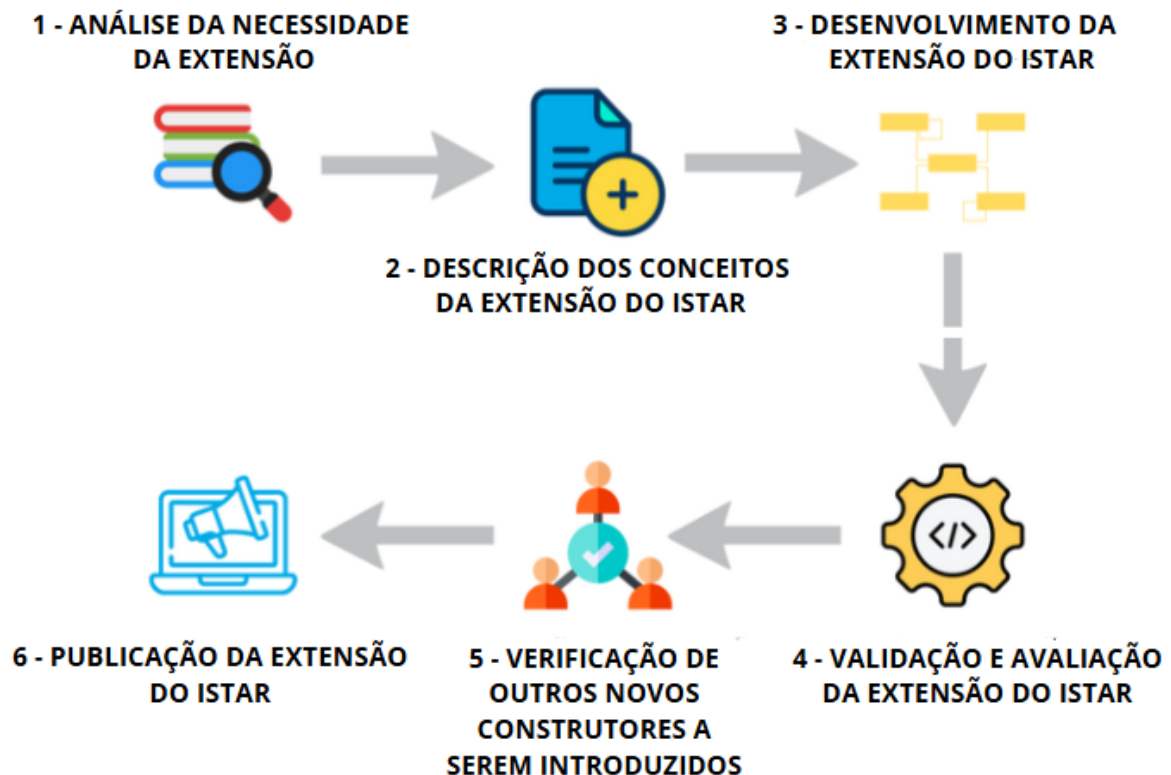 1 - ANÁLISE DA NECESSIDADE
DA EXTENSÃO
3 - DESENVOLVIMENTO DA
EXTENSÃO DO ISTAR
2 - DESCRIÇÃO DOS CONCEITOS
DA EXTENSÃO DO ISTAR
</>
6 - PUBLICAÇÃO DA EXTENSÃO
DO ISTAR
5 - VERIFICAÇÃO DE
OUTROS NOVOS
CONSTRUTORES A
SEREM INTRODUZIDOS
4 - VALIDAÇÃO E AVALIAÇÃO
DA EXTENSÃO DO ISTAR